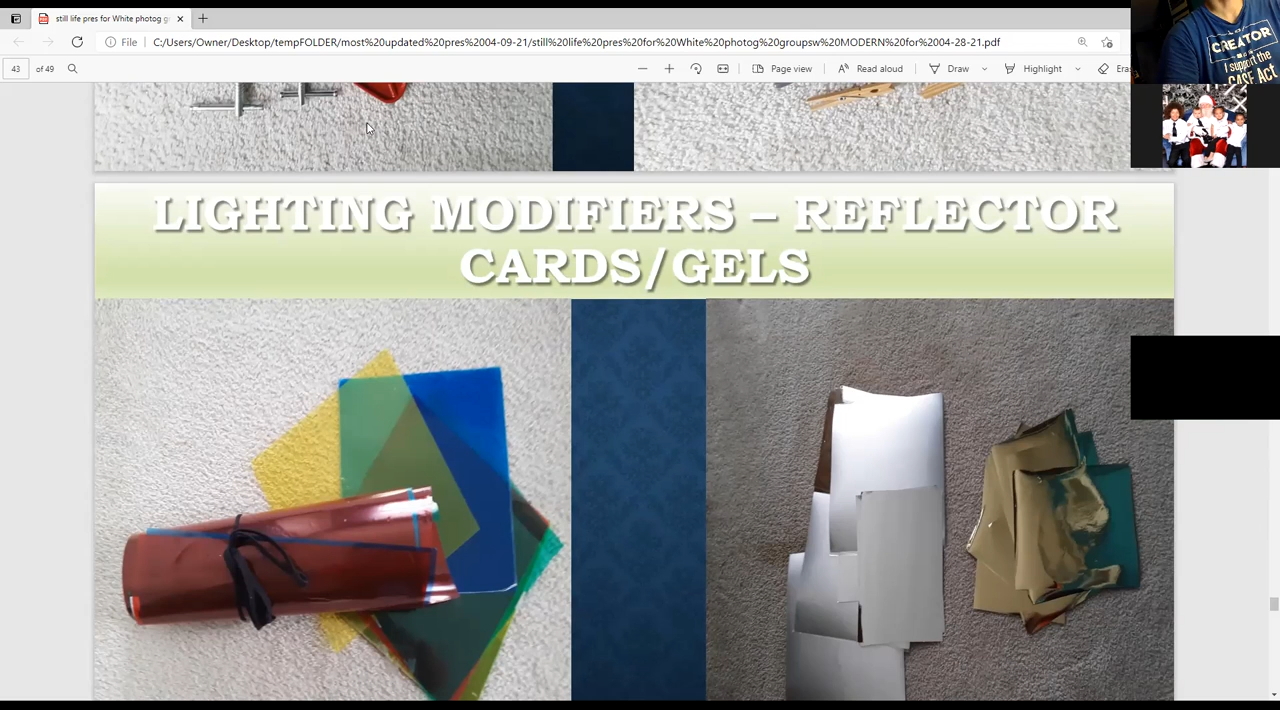 still life pres for White photog g
File C:/Users/Owner/Desktop/tempFOLDER/most%20updated%20pres%2004-09-21/still%20life%20pres%20for%20White%20photog%20groupsw%20MODERN%20for%2004-28-21.pdf
43 of 49 Page view Read aloud Draw Highlight
CREATOR
I support the
CASE Act
LIGHTING MODIFIERS – REFLECTOR
CARDS/GELS